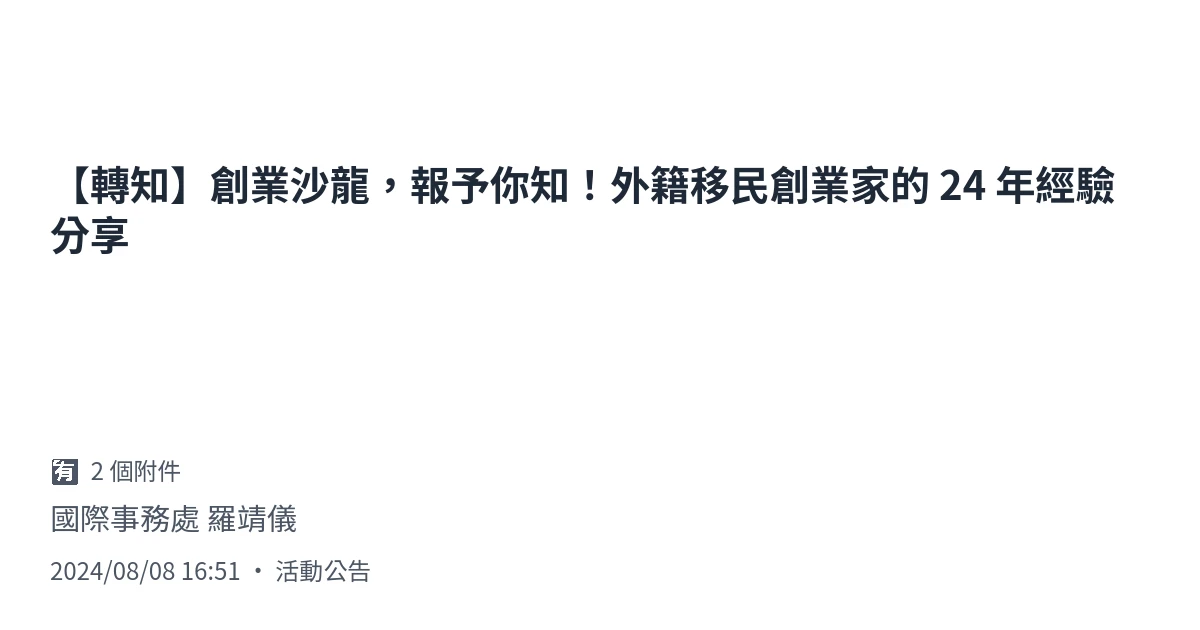 【轉知】創業沙龍，報予你知！外籍移民創業家的 24 年經驗
分享
有 2 個附件
國際事務處 羅靖儀
2024/08/08 16:51 • 活動公告